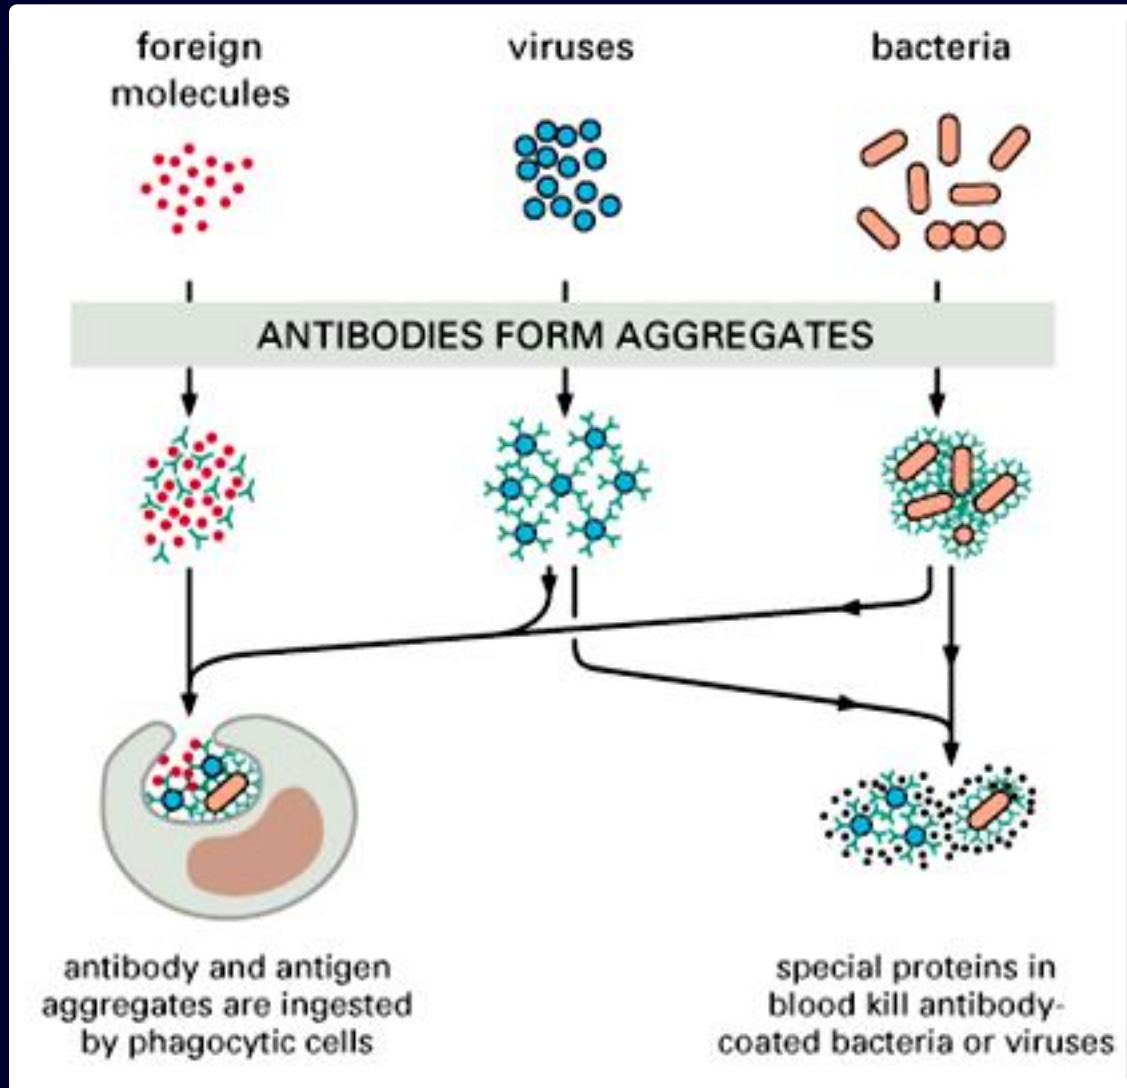 foreign
molecules
viruses
bacteria
ANTIBODIES FORM AGGREGATES
antibody and antigen
aggregates are ingested
by phagocytic cells
special proteins in
blood kill antibody-
coated bacteria or viruses